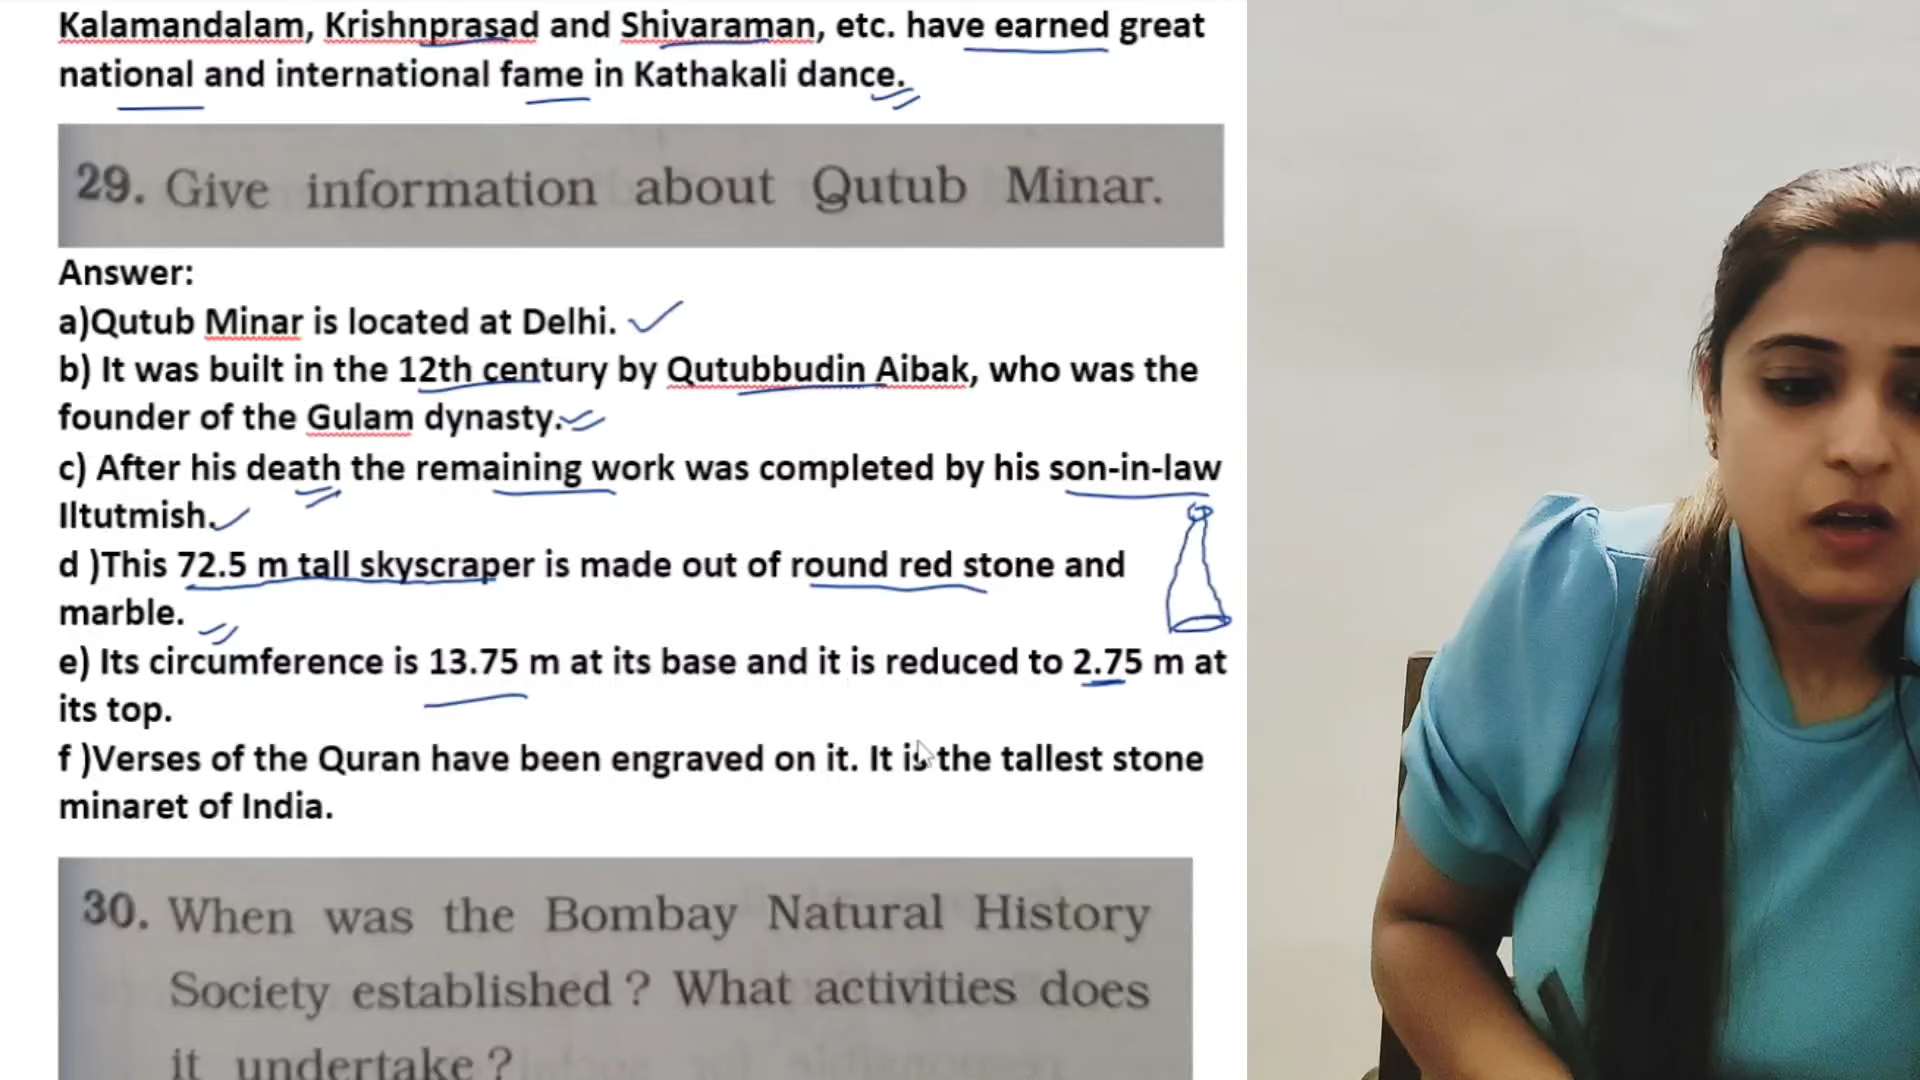 Kalamandalam, Krishnprasad and Shivaraman, etc. have earned great
national and international fame in Kathakali dance.
29. Give information about Qutub Minar.
Answer:
a)Qutub Minar is located at Delhi.
b) It was built in the 12th century by Qutubbudin Aibak, who was the
founder of the Gulam dynasty.
c) After his death the remaining work was completed by his son-in-law
Iltutmish.
d )This 72.5 m tall skyscraper is made out of round red stone and
marble.
e) Its circumference is 13.75 m at its base and it is reduced to 2.75 m at
its top.
f )Verses of the Quran have been engraved on it. It is the tallest stone
minaret of India.
30. When was the Bombay Natural History
Society established ? What activities does
it undertake ?